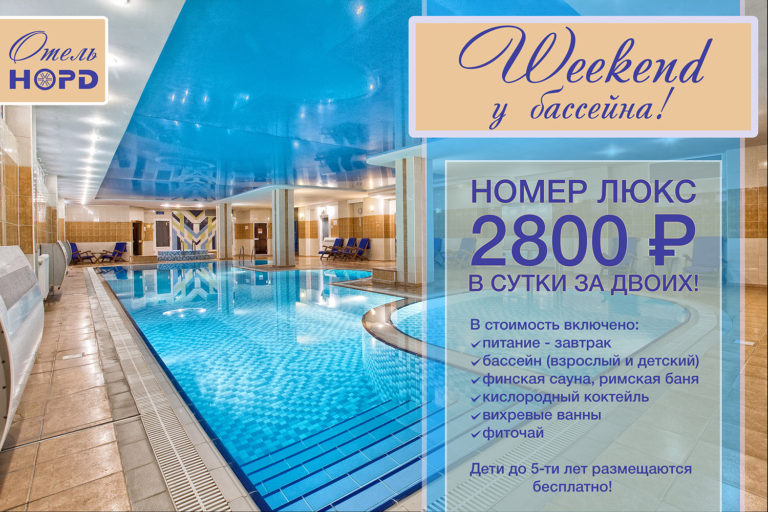 Отель
НОРD
Weekend
у бассейна!
НОМЕР ЛЮКС
2800 ₽
В СУТКИ ЗА ДВОИХ!
В стоимость включено:
✓питание - завтрак
✓бассейн (взрослый и детский)
✓финская сауна, римская баня
✓кислородный коктейль
✓вихревые ванны
✓фиточай
Дети до 5-ти лет размещаются
бесплатно!